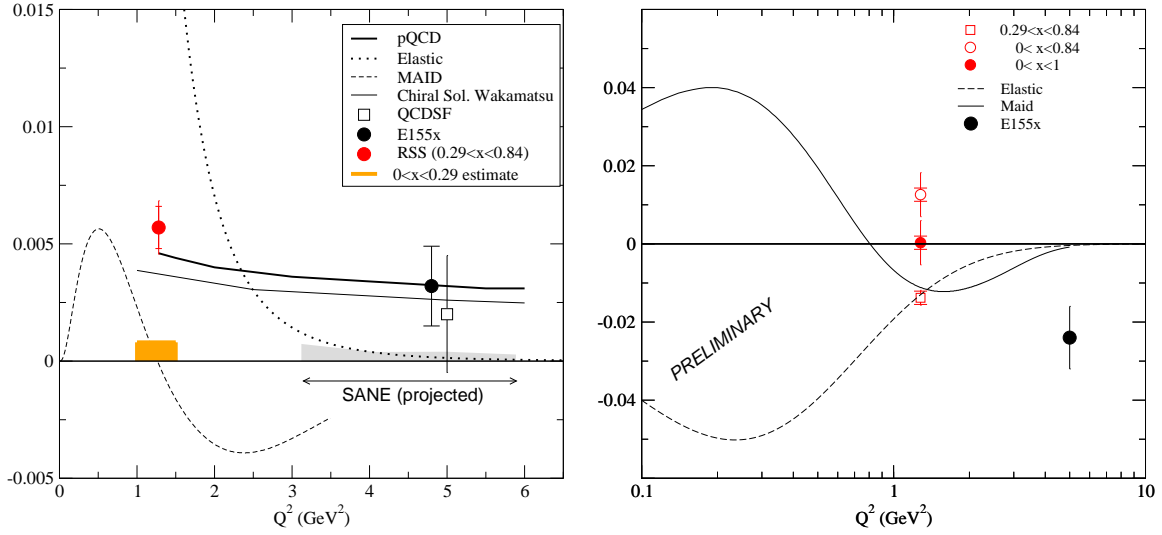 0.015
0.01
0.005
0
-0.005
pQCD
Elastic
MAID
Chiral Sol. Wakamatsu
QCDSF
E155x
RSS (0.29<x<0.84)
0<x<0.29 estimate
SANE (projected)
0 1 2 3 4 5 6
Q² (GeV²)
0.04
0.02
0
-0.02
-0.04
0.29<x<0.84
0< x<0.84
0< x<1
Elastic
Maid
E155x
PRELIMINARY
0.1 1 10
Q² (GeV²)